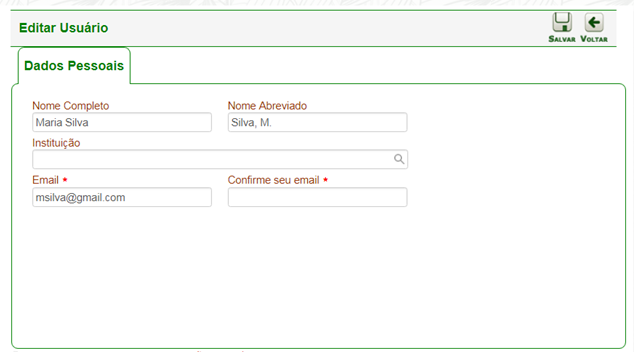 Editar Usuário
SALVAR VOLTAR
Dados Pessoais
Nome Completo Nome Abreviado
Maria Silva Silva, M.
Instituição
Email * Confirme seu email *
msilva@gmail.com